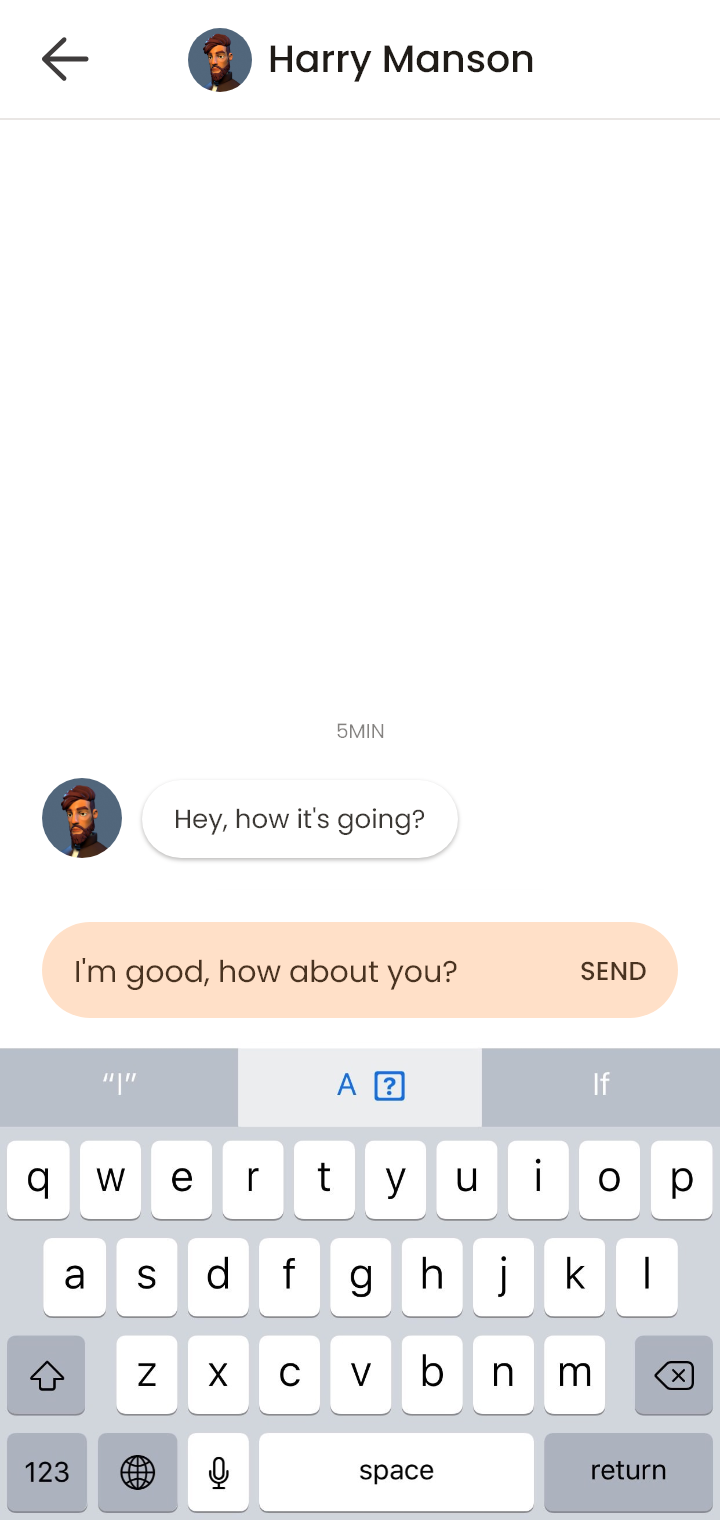 Harry Manson
5MIN
Hey, how it's going?
I'm good, how about you? SEND
“I” A ? If
q w e r t y u i o p
a s d f g h j k l
z x c v b n m
123 space return